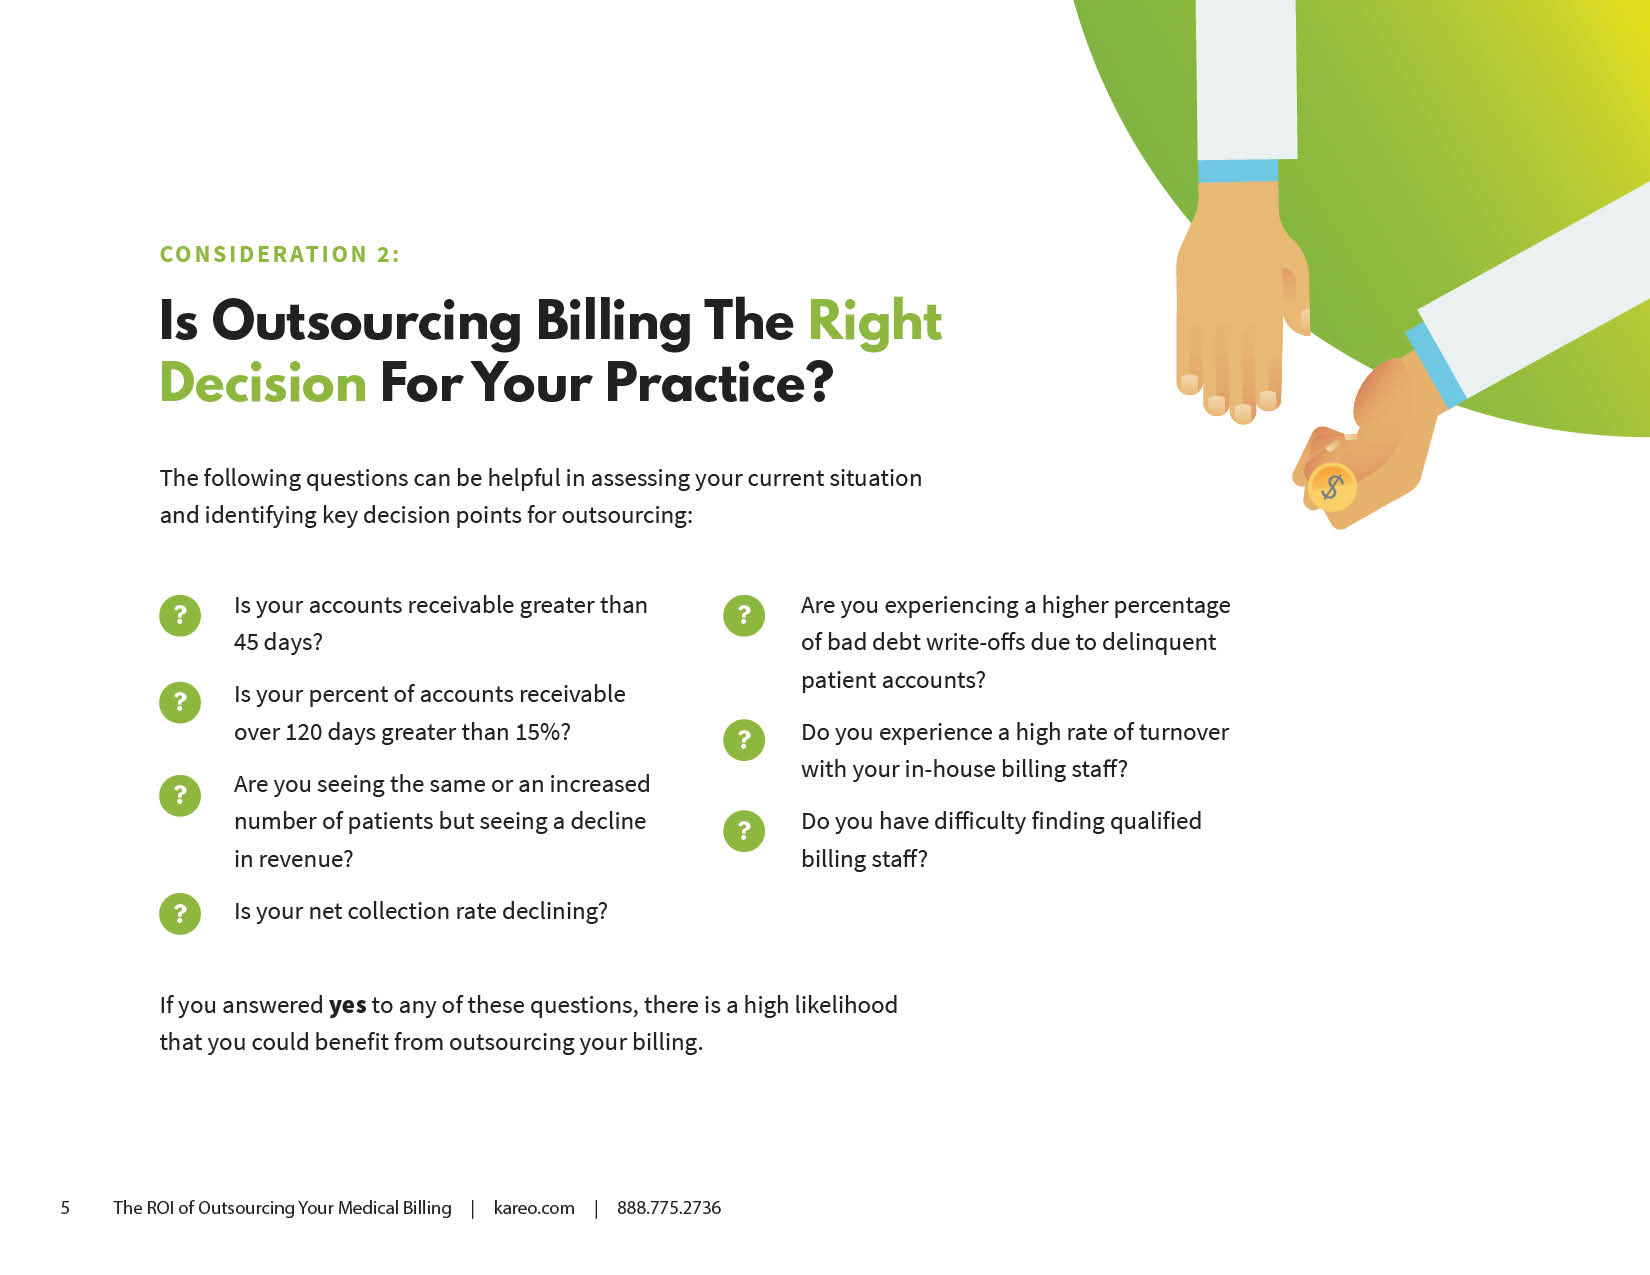 CONSIDERATION 2:
Is Outsourcing Billing The Right
Decision For Your Practice?
The following questions can be helpful in assessing your current situation
and identifying key decision points for outsourcing:
? Is your accounts receivable greater than
45 days?
? Is your percent of accounts receivable
over 120 days greater than 15%?
? Are you seeing the same or an increased
number of patients but seeing a decline
in revenue?
? Is your net collection rate declining?
? Are you experiencing a higher percentage
of bad debt write-offs due to delinquent
patient accounts?
? Do you experience a high rate of turnover
with your in-house billing staff?
? Do you have difficulty finding qualified
billing staff?
If you answered yes to any of these questions, there is a high likelihood
that you could benefit from outsourcing your billing.
$
5 The ROI of Outsourcing Your Medical Billing | kareo.com | 888.775.2736